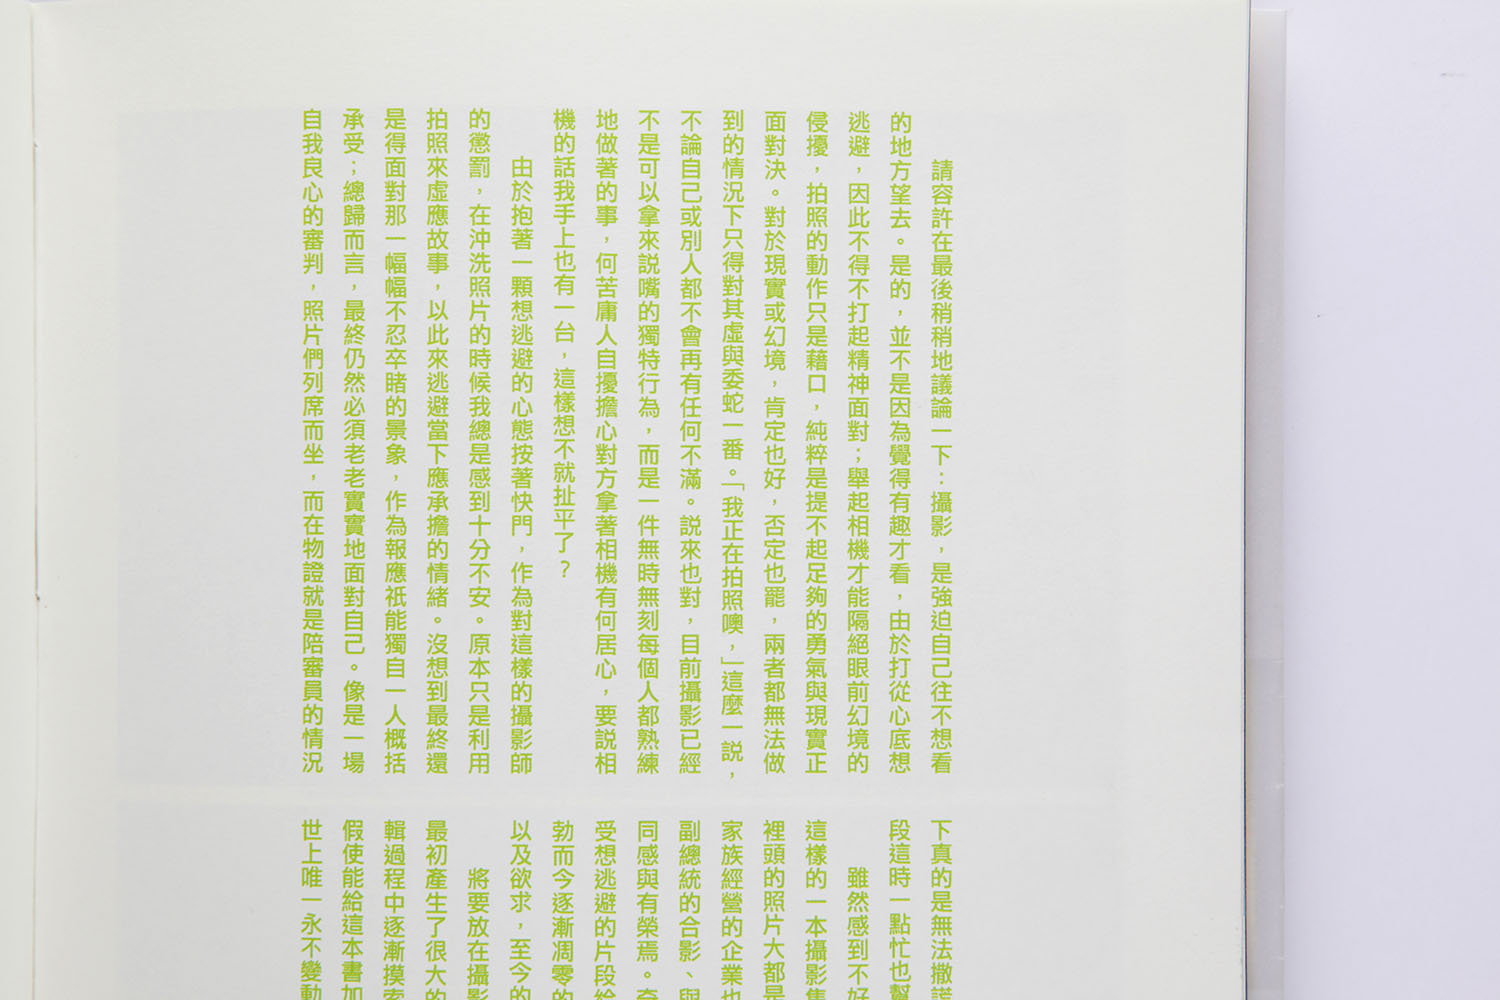 請容許在最後稍稍地議論一下：攝影，是強迫自己往不想看
的地方望去。是的，並不是因為覺得有趣才看，由於打從心底想
逃避，因此不得不打起精神面對；舉起相機才能隔絕眼前幻境的
侵擾，拍照的動作只是藉口，純粹是提不起足夠的勇氣與現實正
面對決。對於現實或幻境，肯定也好，否定也罷，兩者都無法做
到的情況下只得對其虛與委蛇一番。「我正在拍照噢，」這麼一説，
不論自己或別人都不會再有任何不滿。説來也對，目前攝影已經
不是可以拿來説嘴的獨特行為，而是一件無時無刻每個人都熟練
地做著的事，何苦庸人自擾擔心對方拿著相機有何居心，要説相
機的話我手上也有一台，這樣想不就扯平了？
由於抱著一顆想逃避的心態按著快門，作為對這樣的攝影師
的懲罰，在沖洗照片的時候我總是感到十分不安。原本只是利用
拍照來虛應故事，以此來逃避當下應承擔的情緒。沒想到最終還
是得面對那一幅幅不忍卒睹的景象，作為報應祇能獨自一人概括
承受；總歸而言，最終仍然必須老老實實地面對自己。像是一場
自我良心的審判，照片們列席而坐，而在物證就是陪審員的情況
下真的是無法撒謊
段這時一點忙也幫
雖然感到不好
這樣的一本攝影集
裡頭的照片大都是
家族經營的企業也
副總統的合影、與
同感與有榮焉。奇
受想逃避的片段給
勃而今逐漸凋零的
以及欲求，至今的
將要放在攝影
最初產生了很大的
輯過程中逐漸摸索
假使能給這本書加
世上唯一永不變動